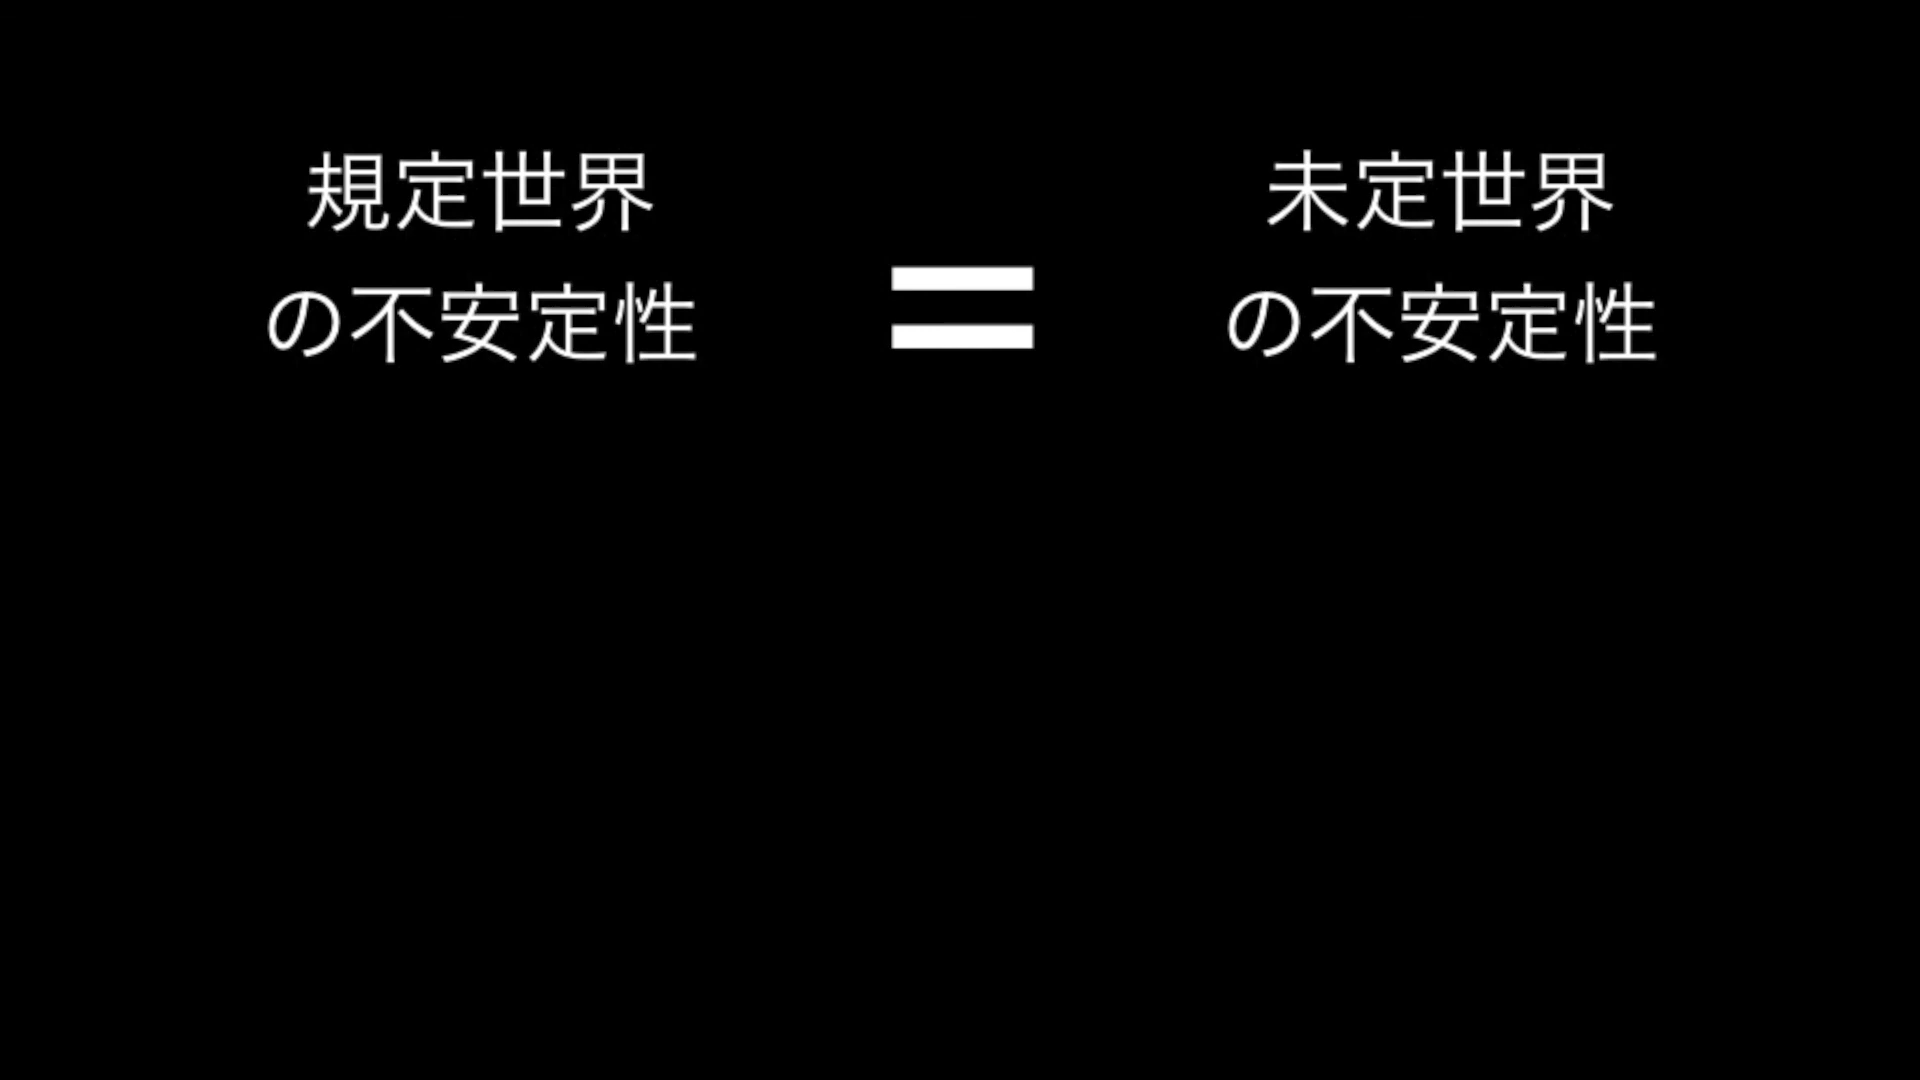 規定世界
の不安定性
=
未定世界
の不安定性